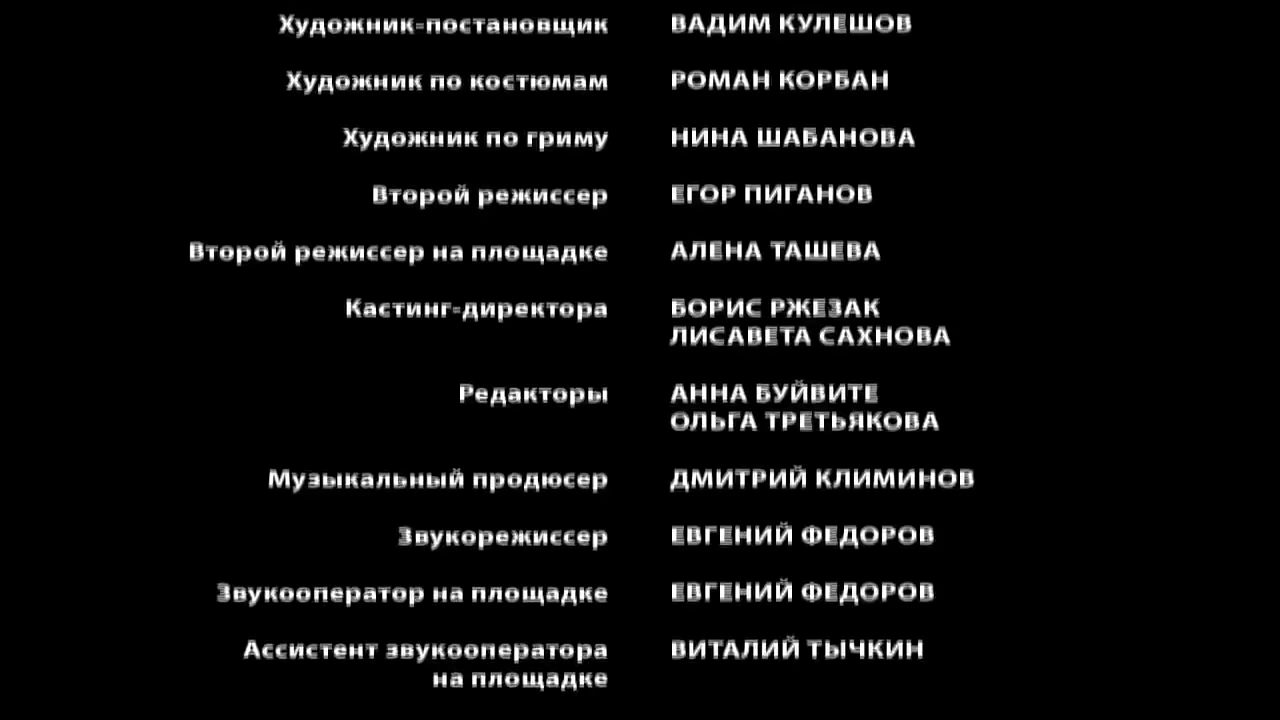 Художник-постановщик ВАДИМ КУЛЕШОВ
Художник по костюмам РОМАН КОРБАН
Художник по гриму НИНА ШАБАНОВА
Второй режиссер ЕГОР ПИГАНОВ
Второй режиссер на площадке АЛЕНА ТАШЕВА
Кастинг-директора БОРИС РЖЕЗАК
ЛИСАВЕТА САХНОВА
Редакторы АННА БУЙВИТЕ
ОЛЬГА ТРЕТЬЯКОВА
Музыкальный продюсер ДМИТРИЙ КЛИМИНОВ
Звукорежиссер ЕВГЕНИЙ ФЕДОРОВ
Звукооператор на площадке ЕВГЕНИЙ ФЕДОРОВ
Ассистент звукооператора ВИТАЛИЙ ТЫЧКИН
на площадке